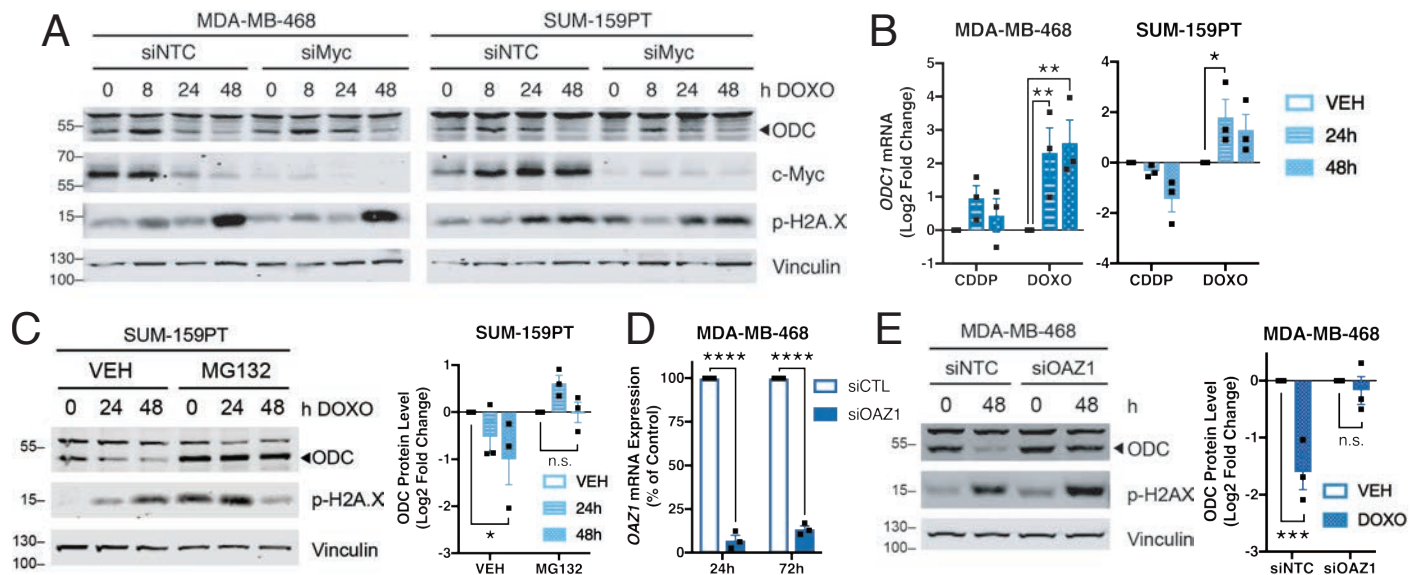 A
MDA-MB-468
SUM-159PT
siNTC
siMyc
siNTC
siMyc
0 8 24 48 0 8 24 48
0 8 24 48 0 8 24 48
h DOXO
55
ODC
70
55
c-Myc
15
p-H2A.X
130
100
Vinculin
B
MDA-MB-468
SUM-159PT
ODC1 mRNA
(Log2 Fold Change)
5
4
3
2
1
0
-1
**
**
CDDP
DOXO
4
2
0
-2
-4
*
CDDP
DOXO
VEH
24h
48h
C
SUM-159PT
VEH
MG132
0 24 48 0 24 48
h DOXO
55
ODC
15
p-H2A.X
130
100
Vinculin
SUM-159PT
ODC Protein Level
(Log2 Fold Change)
1
0
-1
-2
-3
*
n.s.
VEH
24h
48h
VEH
MG132
D
MDA-MB-468
OAZ1 mRNA Expression
(% of Control)
100
75
50
25
0
****
****
24h
72h
siCTL
siOAZ1
E
MDA-MB-468
siNTC
siOAZ1
0 48 0 48
h
55
ODC
15
p-H2AX
130
100
Vinculin
MDA-MB-468
ODC Protein Level
(Log2 Fold Change)
0
-1
-2
-3
***
n.s.
VEH
DOXO
siNTC
siOAZ1